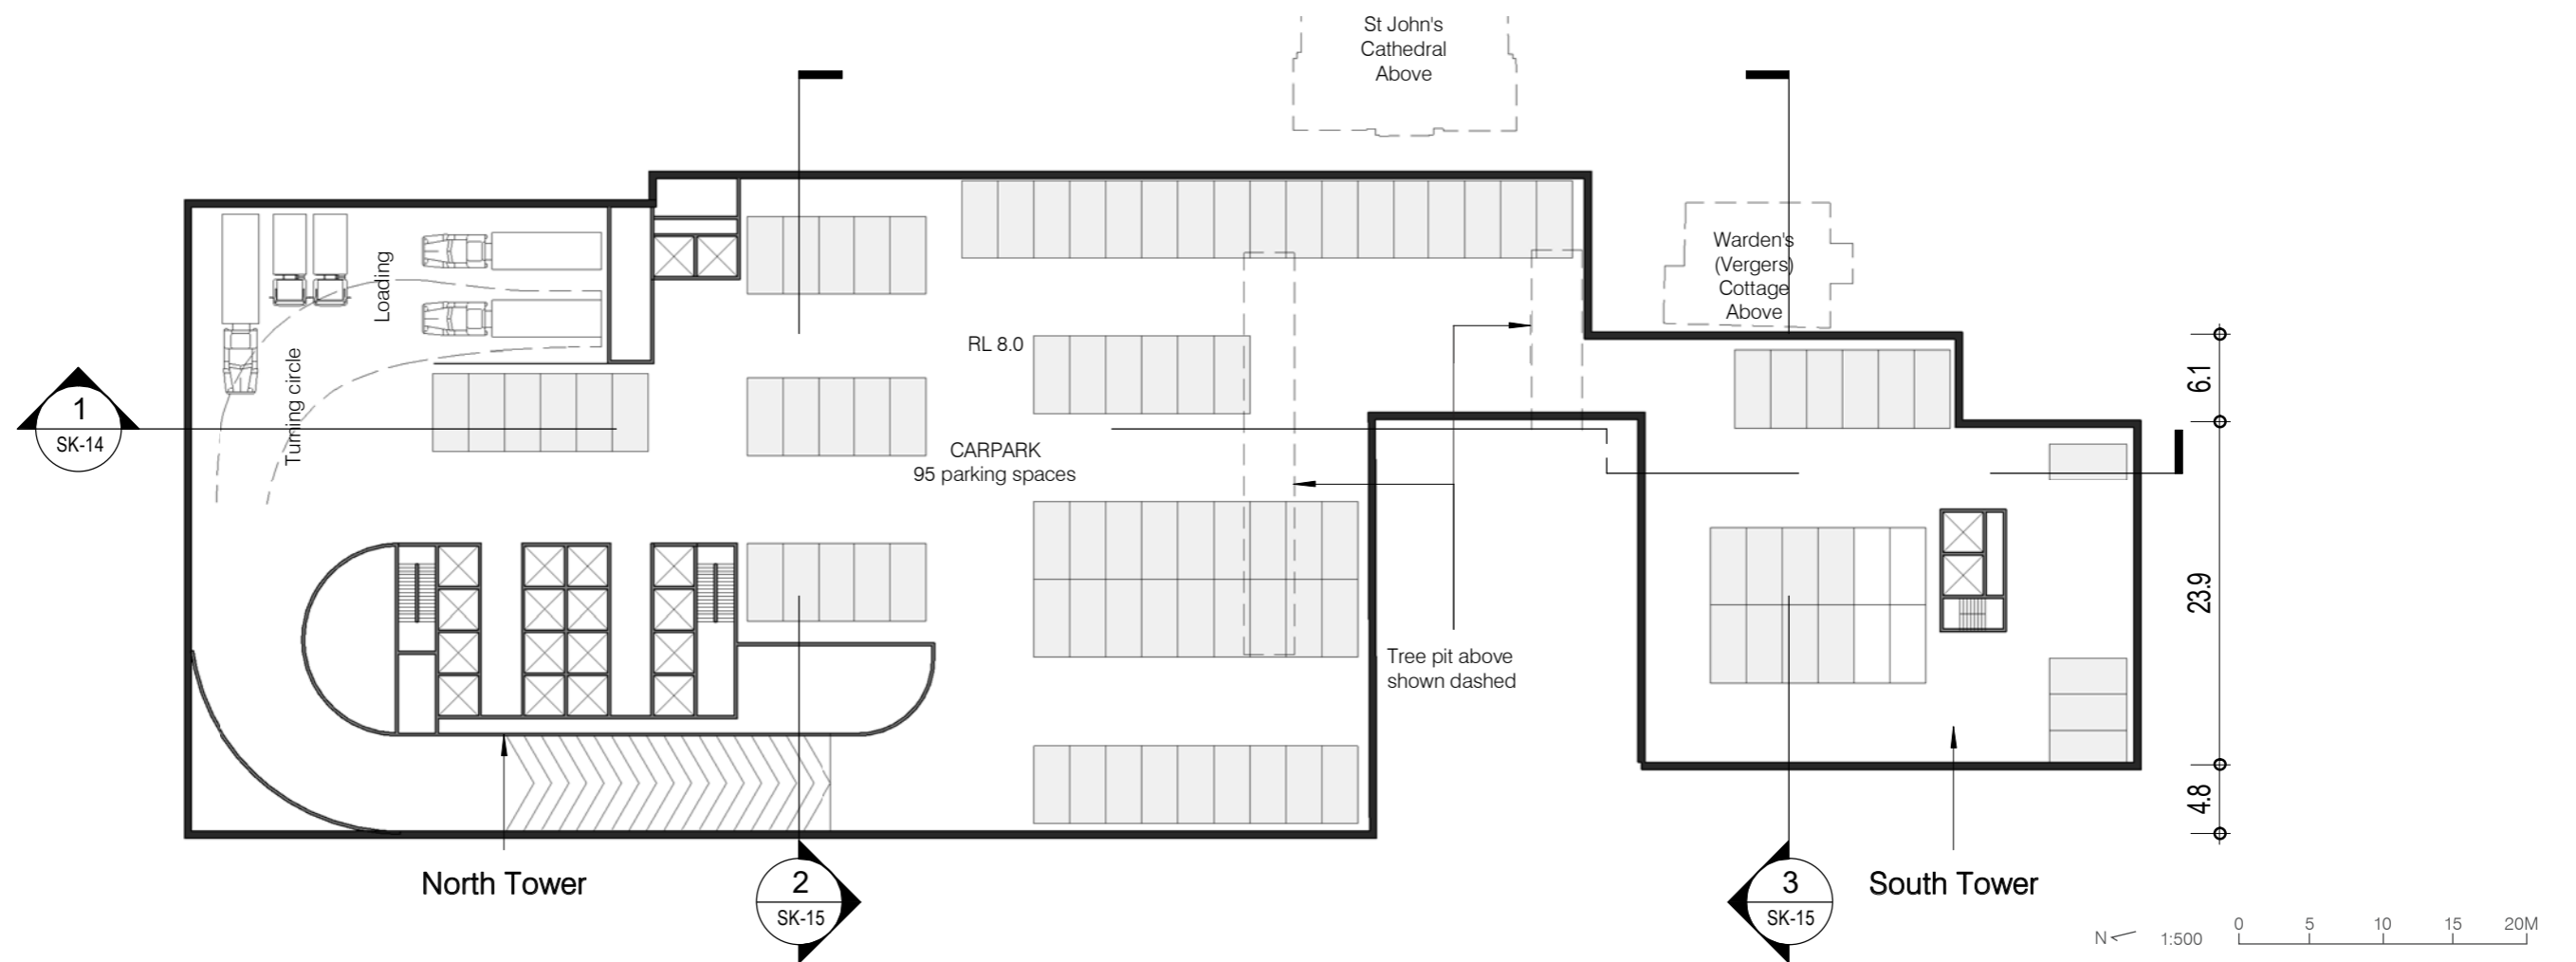 St John's
Cathedral
Above
Warden's
(Vergers)
Cottage
Above
Loading
Turning circle
RL 8.0
CARPARK
95 parking spaces
1
SK-14
6.1
23.9
4.8
Tree pit above
shown dashed
North Tower
2
SK-15
3
SK-15
South Tower
N
1:500
0 5 10 15 20M